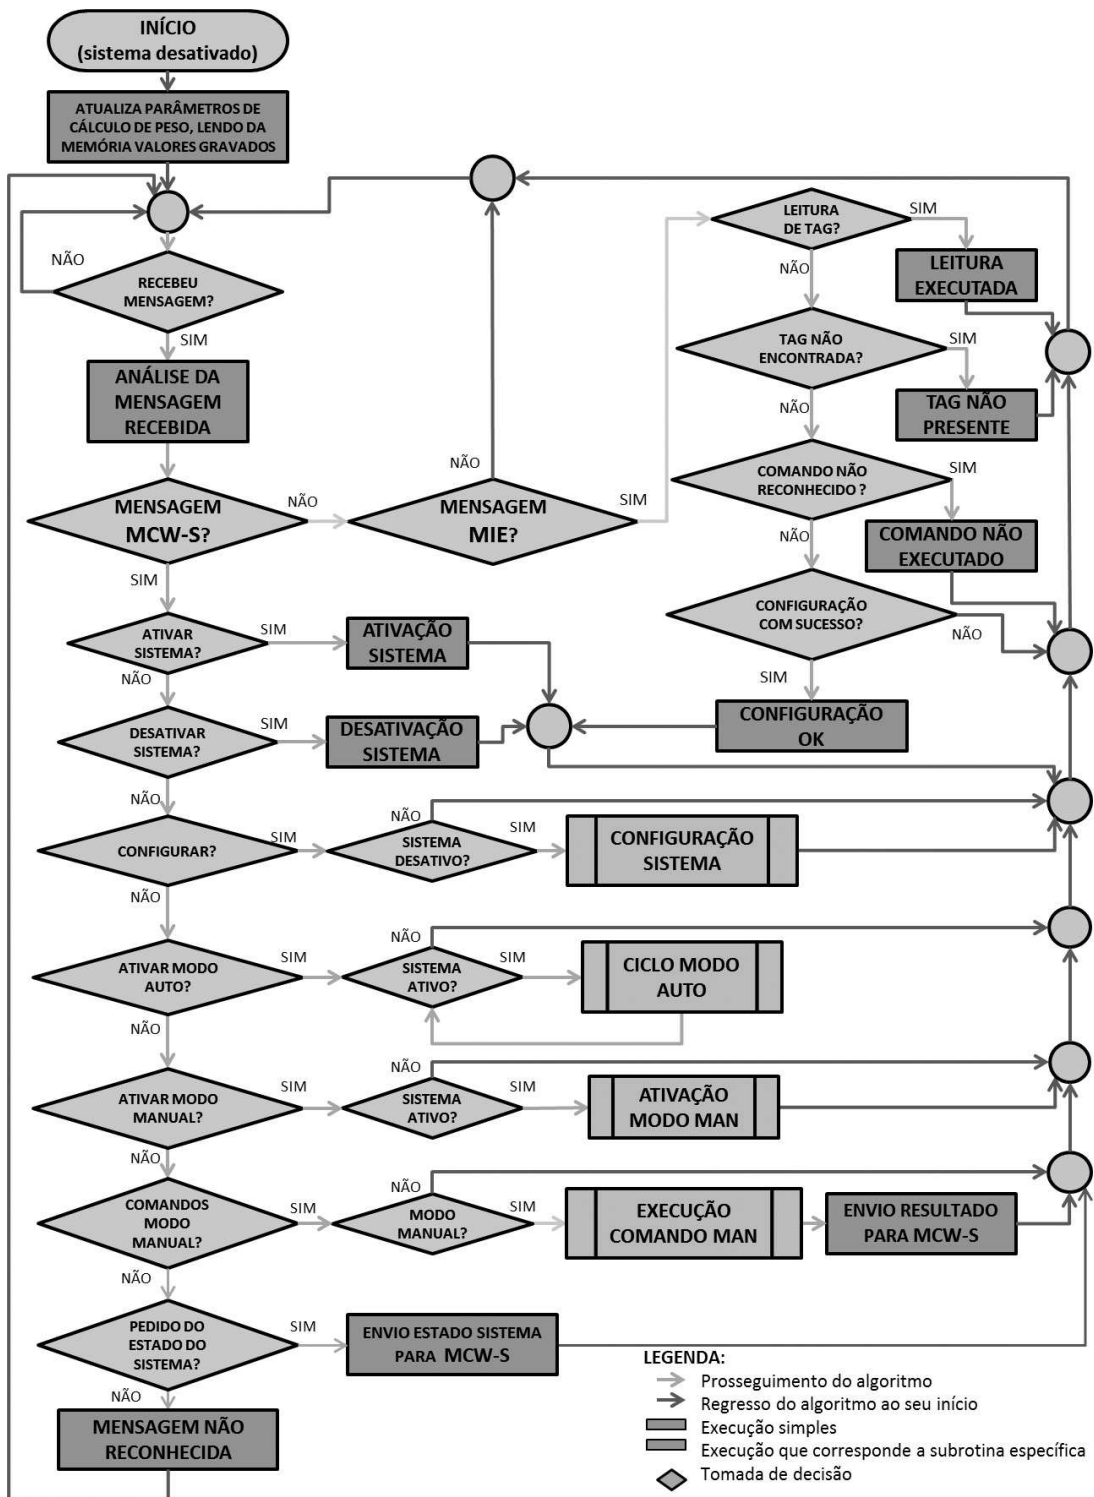 INÍCIO
(sistema desativado)
ATUALIZA PARÂMETROS DE
CÁLCULO DE PESO, LENDO DA
MEMÓRIA VALORES GRAVADOS
NÃO
RECEBEU
MENSAGEM?
SIM
ANÁLISE DA
MENSAGEM
RECEBIDA
MENSAGEM
MCW-S?
NÃO
SIM
NÃO
MENSAGEM
MIE?
SIM
LEITURA
DE TAG?
SIM
LEITURA
EXECUTADA
NÃO
TAG NÃO
ENCONTRADA?
SIM
TAG NÃO
PRESENTE
NÃO
COMANDO NÃO
RECONHECIDO ?
SIM
COMANDO NÃO
EXECUTADO
NÃO
CONFIGURAÇÃO
COM SUCESSO?
NÃO
SIM
CONFIGURAÇÃO
OK
ATIVAR
SISTEMA?
SIM
ATIVAÇÃO
SISTEMA
NÃO
DESATIVAR
SISTEMA?
SIM
DESATIVAÇÃO
SISTEMA
NÃO
CONFIGURAR?
SIM
NÃO
SISTEMA
DESATIVO?
SIM
CONFIGURAÇÃO
SISTEMA
NÃO
ATIVAR MODO
AUTO?
SIM
NÃO
SISTEMA
ATIVO?
SIM
CICLO MODO
AUTO
NÃO
ATIVAR MODO
MANUAL?
SIM
NÃO
SISTEMA
ATIVO?
SIM
ATIVAÇÃO
MODO MAN
NÃO
COMANDOS
MODO
MANUAL?
SIM
NÃO
MODO
MANUAL?
SIM
EXECUÇÃO
COMANDO MAN
ENVIO RESULTADO
PARA MCW-S
NÃO
PEDIDO DO
ESTADO DO
SISTEMA?
SIM
ENVIO ESTADO SISTEMA
PARA MCW-S
NÃO
MENSAGEM NÃO
RECONHECIDA
LEGENDA:
Prosseguimento do algoritmo
Regresso do algoritmo ao seu início
Execução simples
Execução que corresponde a subrotina específica
Tomada de decisão